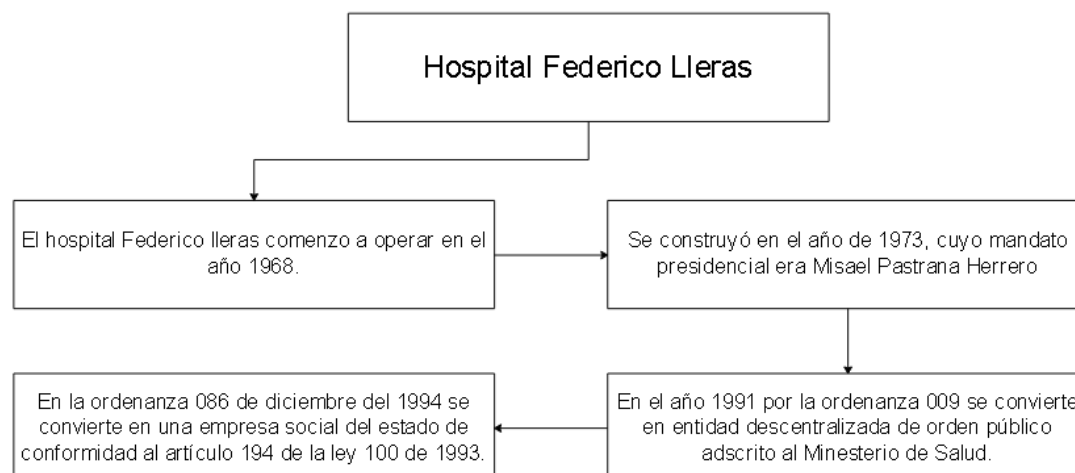 Hospital Federico Lleras
El hospital Federico lleras comenzo a operar en el
año 1968.
Se construyó en el año de 1973, cuyo mandato
presidencial era Misael Pastrana Herrero
En el año 1991 por la ordenanza 009 se convierte
en entidad descentralizada de orden público
adscrito al Minesterio de Salud.
En la ordenanza 086 de diciembre del 1994 se
convierte en una empresa social del estado de
conformidad al artículo 194 de la ley 100 de 1993.